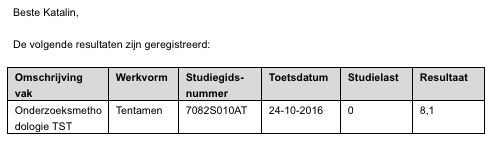 Beste Katalin,
De volgende resultaten zijn geregistreerd:
Omschrijving vak Werkvorm Studiegids-nummer Toetsdatum Studielast Resultaat
Onderzoeksmethodologie TST Tentamen 7082S010AT 24-10-2016 0 8,1